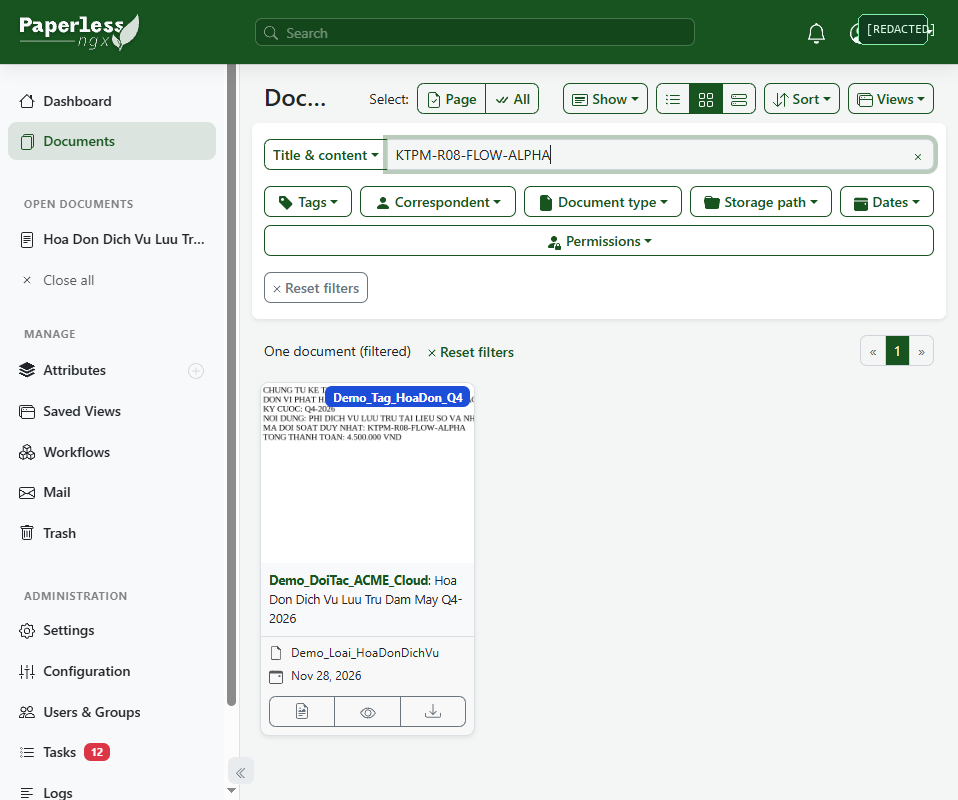 Paperless
ngx
Search
[REDACTED]
Dashboard
Documents
OPEN DOCUMENTS
Hoa Don Dich Vu Luu Tr...
Close all
MANAGE
Attributes
Saved Views
Workflows
Mail
Trash
ADMINISTRATION
Settings
Configuration
Users & Groups
Tasks 12
Logs
Doc...
Select: Page All
Show
Sort
Views
Title & content KTPM-R08-FLOW-ALPHA
Tags Correspondent Document type Storage path Dates
Permissions
× Reset filters
One document (filtered) × Reset filters
« 1 »
CHUNG TU KE T
Demo_Tag_HoaDon_Q4
DON VI PHAT H
KY CUOC: Q4-2026
NOI DUNG: PHI DICH VU LUU TRU TAI LIEU SO VA NH
MA DOI SOAT DUY NHAT: KTPM-R08-FLOW-ALPHA
TONG THANH TOAN: 4.500.000 VND
Demo_DoiTac_ACME_Cloud: Hoa
Don Dich Vu Luu Tru Dam May Q4-
2026
Demo_Loai_HoaDonDichVu
Nov 28, 2026